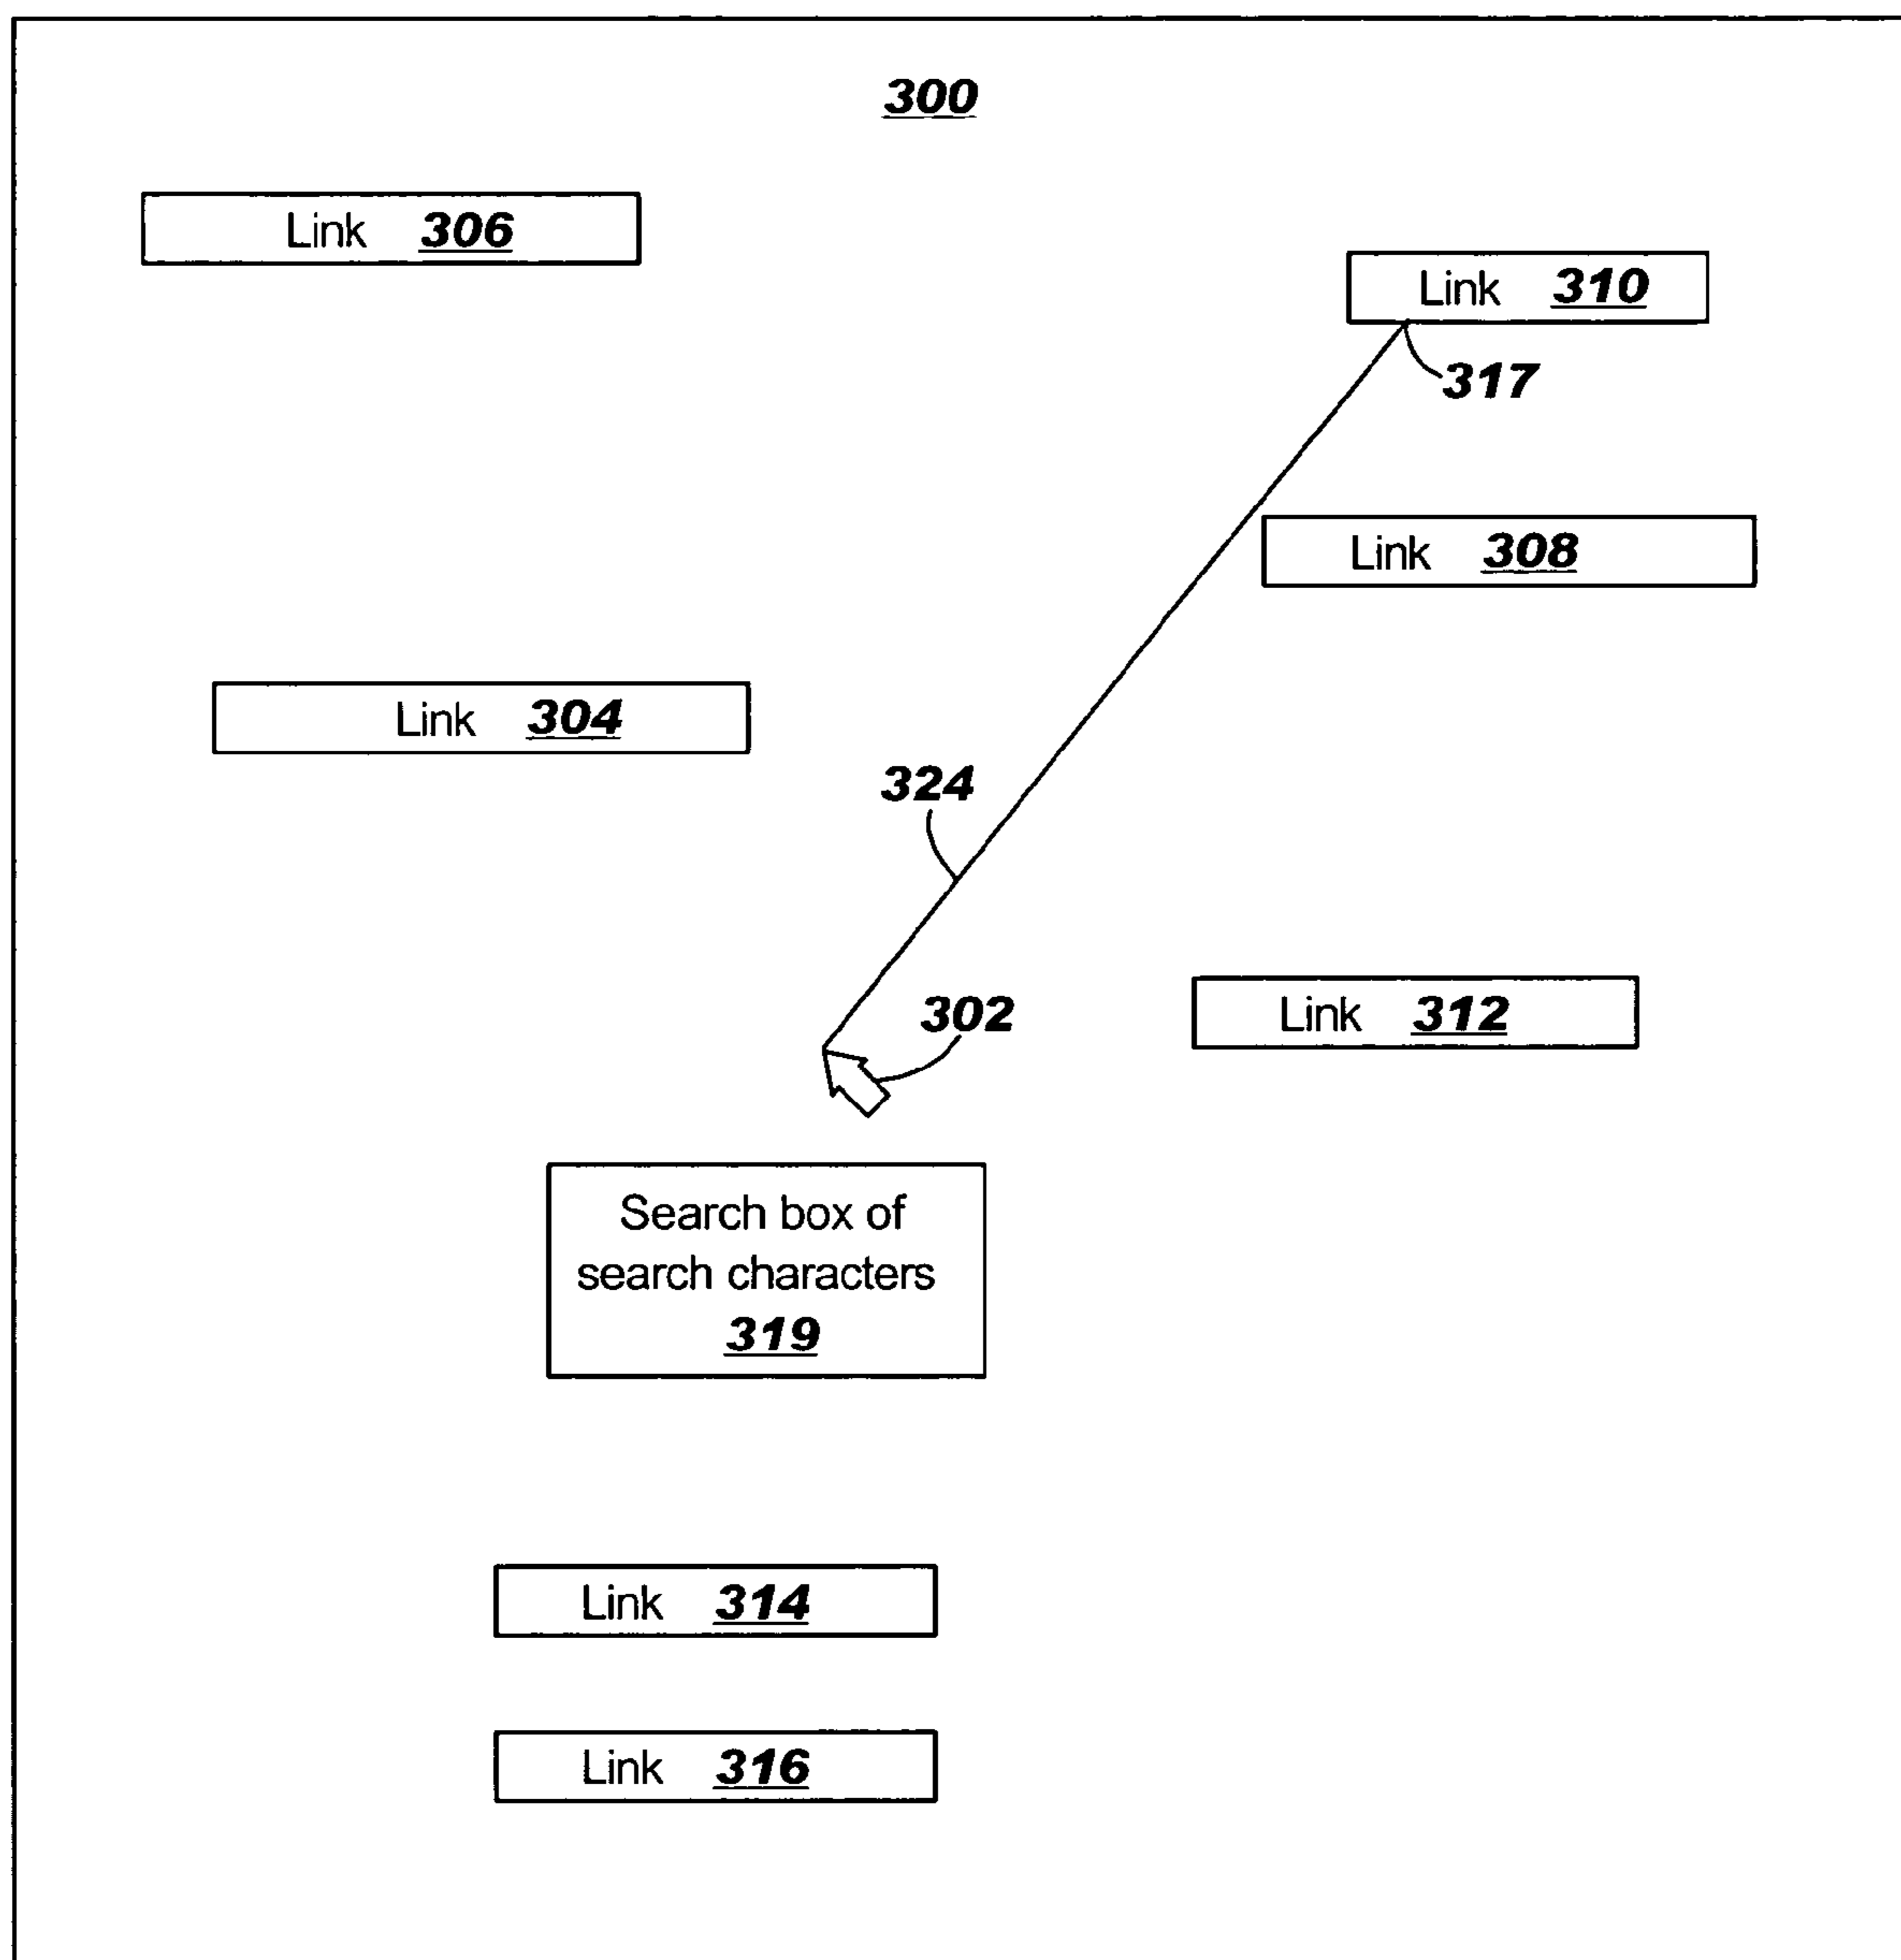 300
Link 306
Link 310
317
Link 308
Link 304
324
302
Link 312
Search box of
search characters
319
Link 314
Link 316